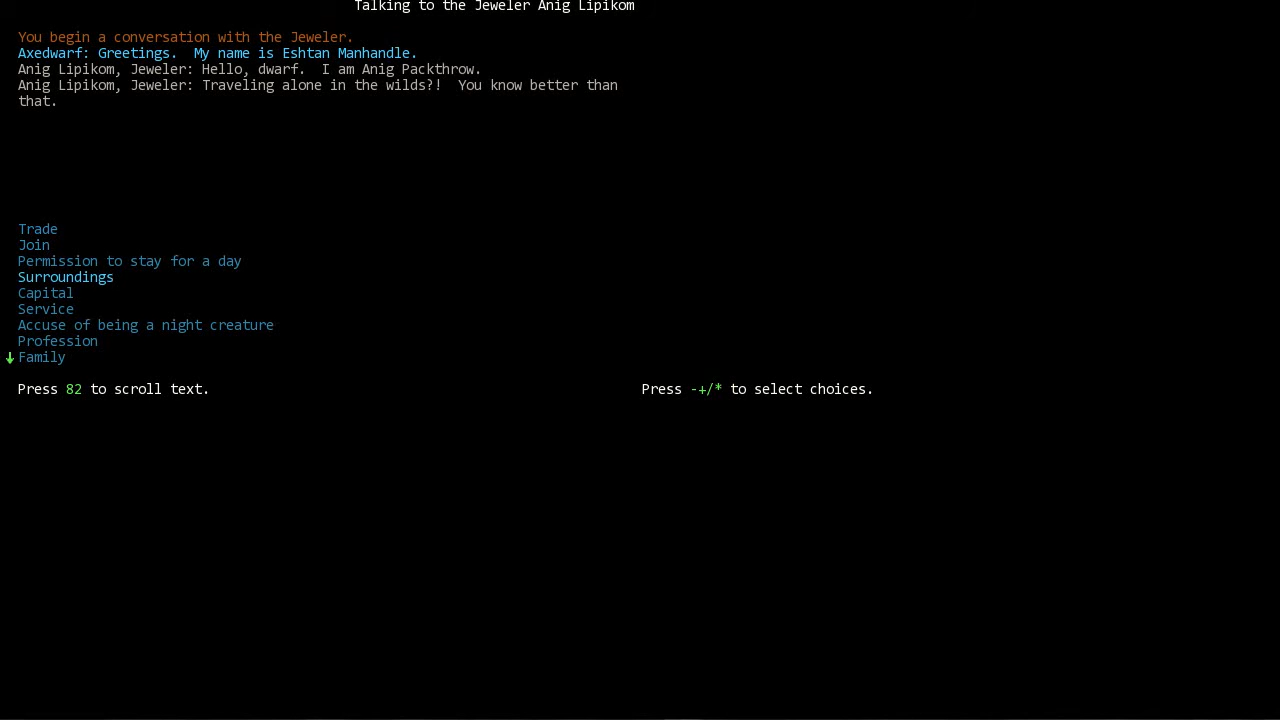 Talking to the Jeweler Anig Lipikom
You begin a conversation with the Jeweler.
Axedwarf: Greetings.  My name is Eshtan Manhandle.
Anig Lipikom, Jeweler: Hello, dwarf.  I am Anig Packthrow.
Anig Lipikom, Jeweler: Traveling alone in the wilds?!  You know better than
that.
Trade
Join
Permission to stay for a day
Surroundings
Capital
Service
Accuse of being a night creature
Profession
Family
Press 82 to scroll text.
Press -+/* to select choices.